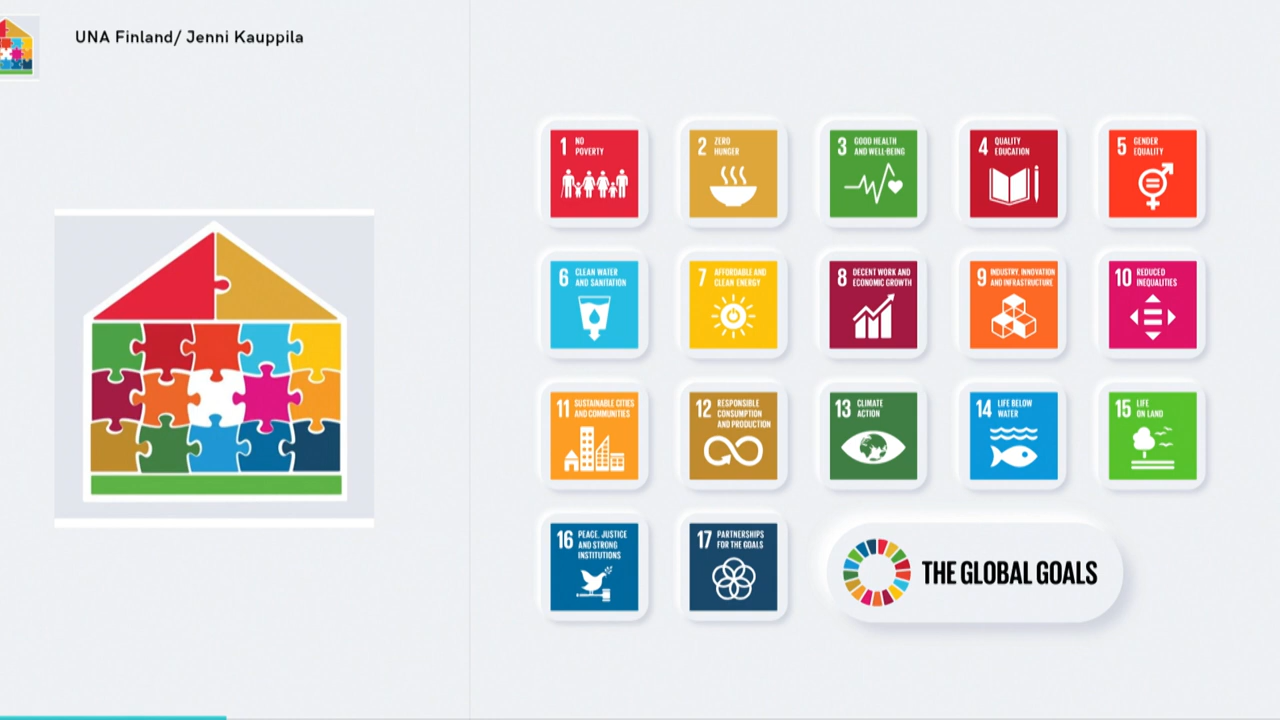 UNA Finland/ Jenni Kauppila
1 NO
POVERTY
2 ZERO
HUNGER
3 GOOD HEALTH
AND WELL-BEING
4 QUALITY
EDUCATION
5 GENDER
EQUALITY
6 CLEAN WATER
AND SANITATION
7 AFFORDABLE AND
CLEAN ENERGY
8 DECENT WORK AND
ECONOMIC GROWTH
9 INDUSTRY, INNOVATION
AND INFRASTRUCTURE
10 REDUCED
INEQUALITIES
11 SUSTAINABLE CITIES
AND COMMUNITIES
12 RESPONSIBLE
CONSUMPTION
AND PRODUCTION
13 CLIMATE
ACTION
14 LIFE BELOW
WATER
15 LIFE
ON LAND
16 PEACE, JUSTICE
AND STRONG
INSTITUTIONS
17 PARTNERSHIPS
FOR THE GOALS
THE GLOBAL GOALS